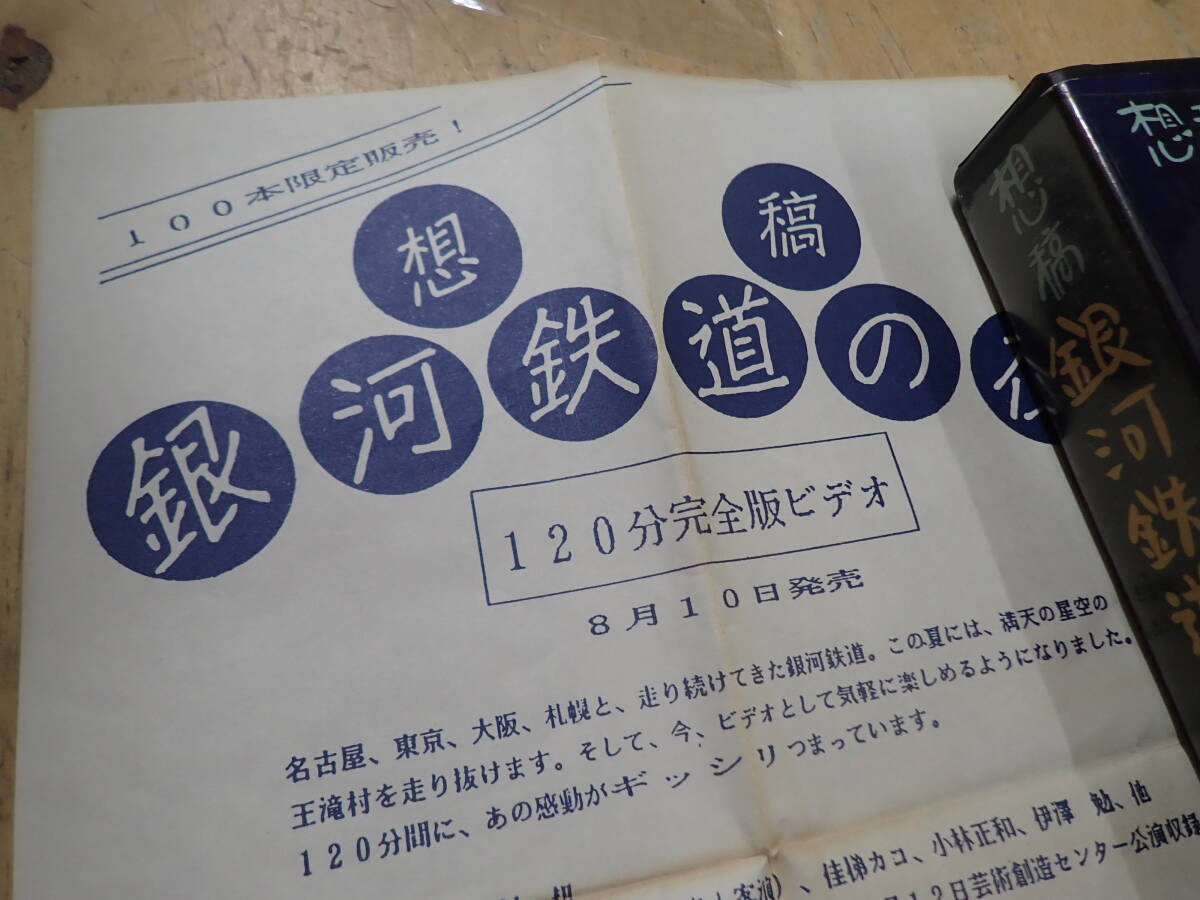 100本限定販売！
想稿
銀河鉄道の
120分完全版ビデオ
8月10日発売
名古屋、東京、大阪、札幌と、走り続けてきた銀河鉄道。この夏には、満天の星空の
王滝村を走り抜けます。そして、今、ビデオとして気軽に楽しめるようになりました。
120分間に、あの感動がギッシリつまっています。
、佳梯カコ、小林正和、伊澤 勉、他
月12日芸術創造センター公演収録
想稿
銀河鉄道
想